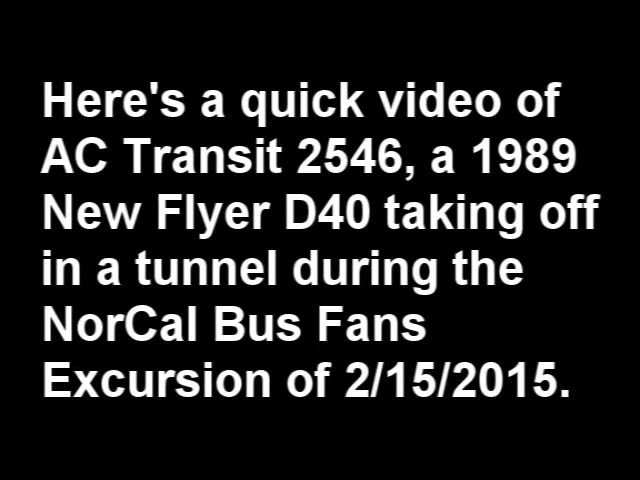 Here's a quick video of
AC Transit 2546, a 1989
New Flyer D40 taking off
in a tunnel during the
NorCal Bus Fans
Excursion of 2/15/2015.